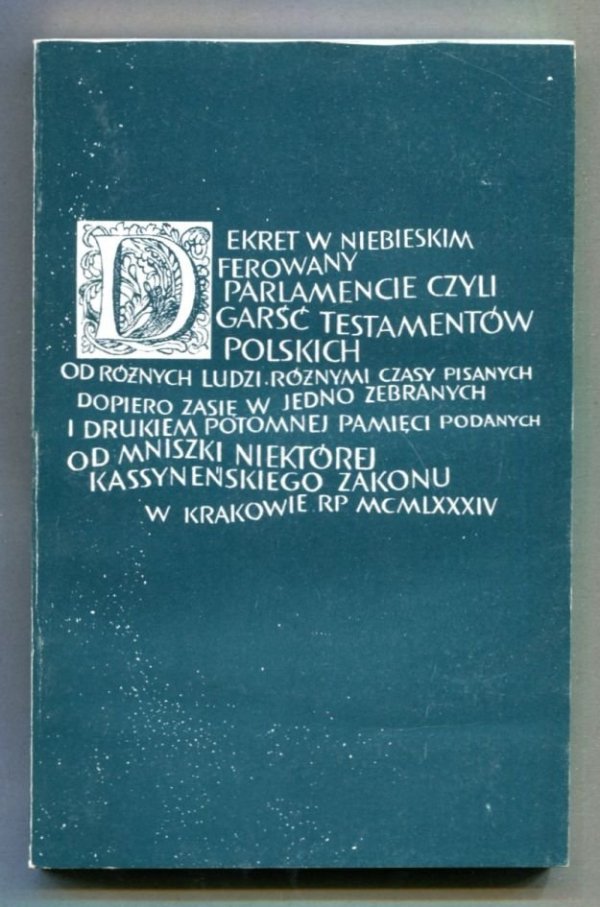 DEKRET W NIEBIESKIM
FEROWANY
PARLAMENCIE CZYLI
GARŚĆ TESTAMENTÓW
POLSKICH
OD RÓŻNYCH LUDZI.RÓŻNYMI CZASY PISANYCH
DOPIERO ZASIĘ W JEDNO ZEBRANYCH
I DRUKIEM POTOMNEJ PAMIĘCI PODANYCH
OD MNISZKI NIEKTÓREJ
KASSYNEŃSKIEGO ZAKONU
W KRAKOWIE.RP MCMLXXXIV